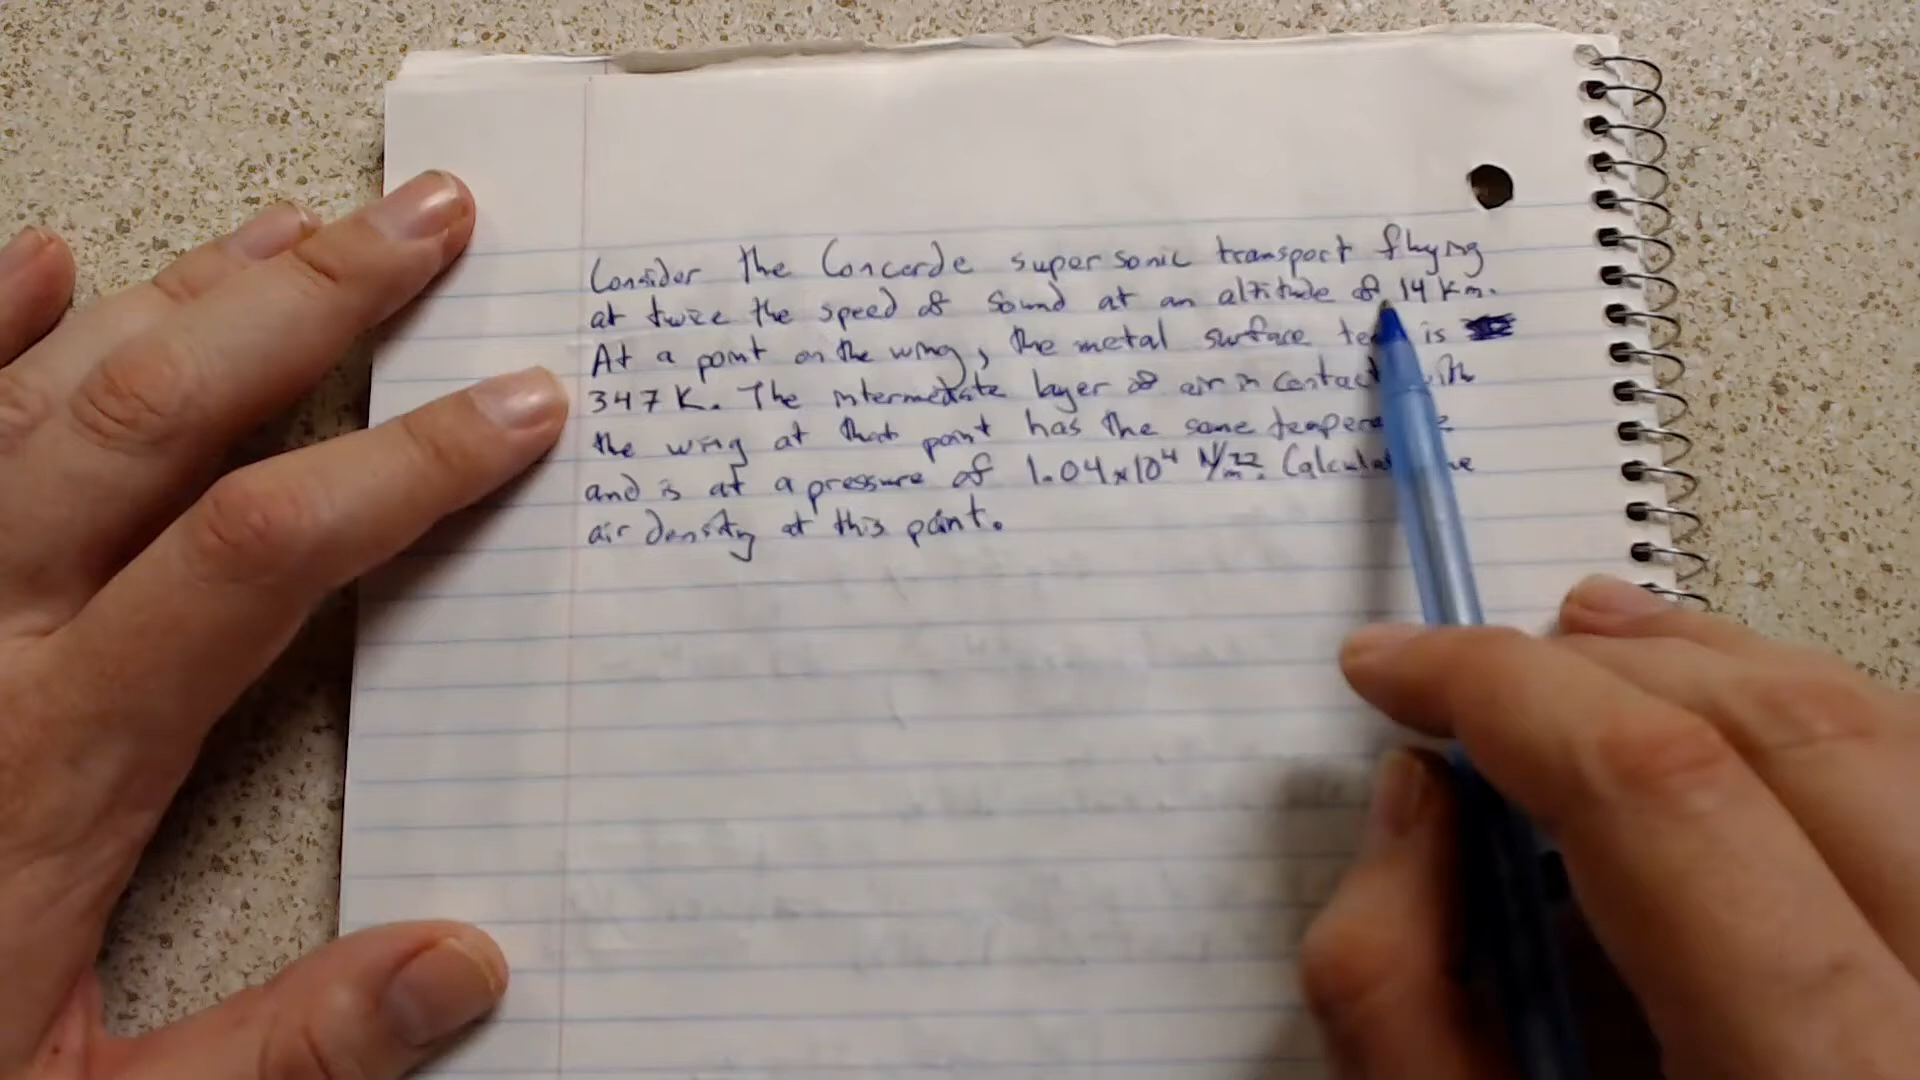 Consider the Concorde supersonic transport flying
at twice the speed of sound at an altitude of 14 km.
At a point on the wing, the metal surface is
347 K. The intermediate layer of air in contact with
the wing at that point has the same
and is at a pressure of 1.04x10⁴ N/m². 
air density at this point.